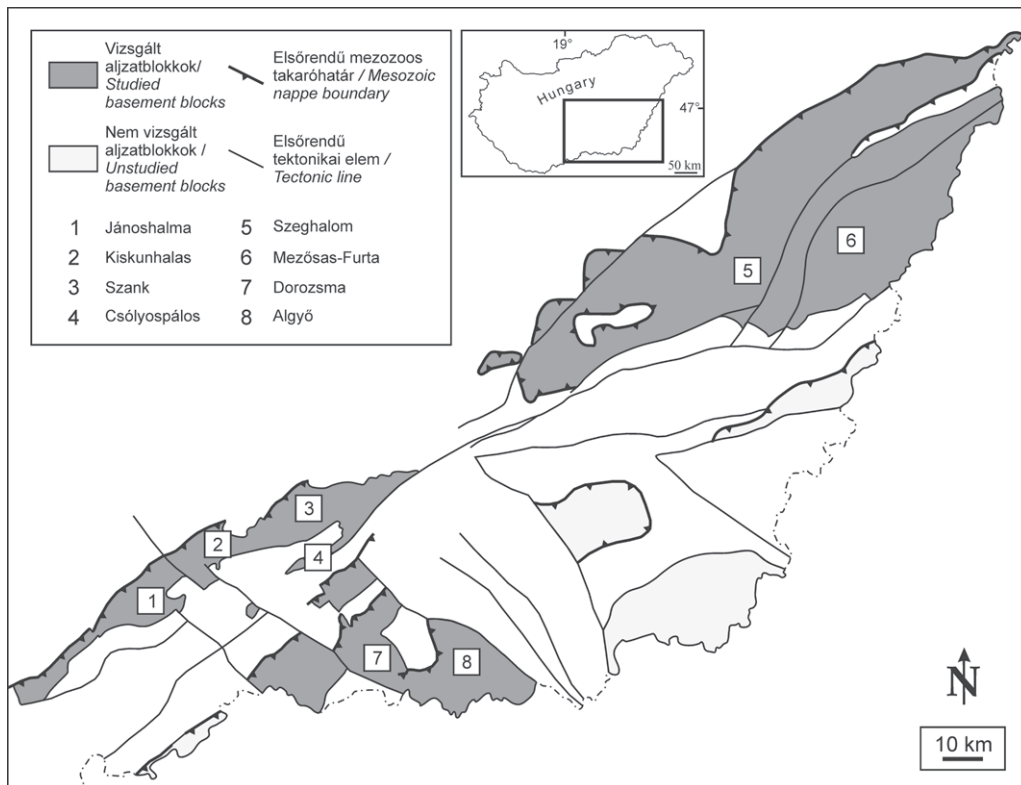 Vizsgált
aljzatblokkok/
Studied
basement blocks
Elsőrendű mezozoos
takaróhatár / Mesozoic
nappe boundary
Nem vizsgált
aljzatblokkok /
Unstudied
basement blocks
Elsőrendű
tektonikai elem /
Tectonic line
1 Jánoshalma
2 Kiskunhalas
3 Szank
4 Csólyospálos
5 Szeghalom
6 Mezősas-Furta
7 Dorozsma
8 Algyő
19°
Hungary
47°
50 km
6
5
3
2
4
1
7
8
N
10 km